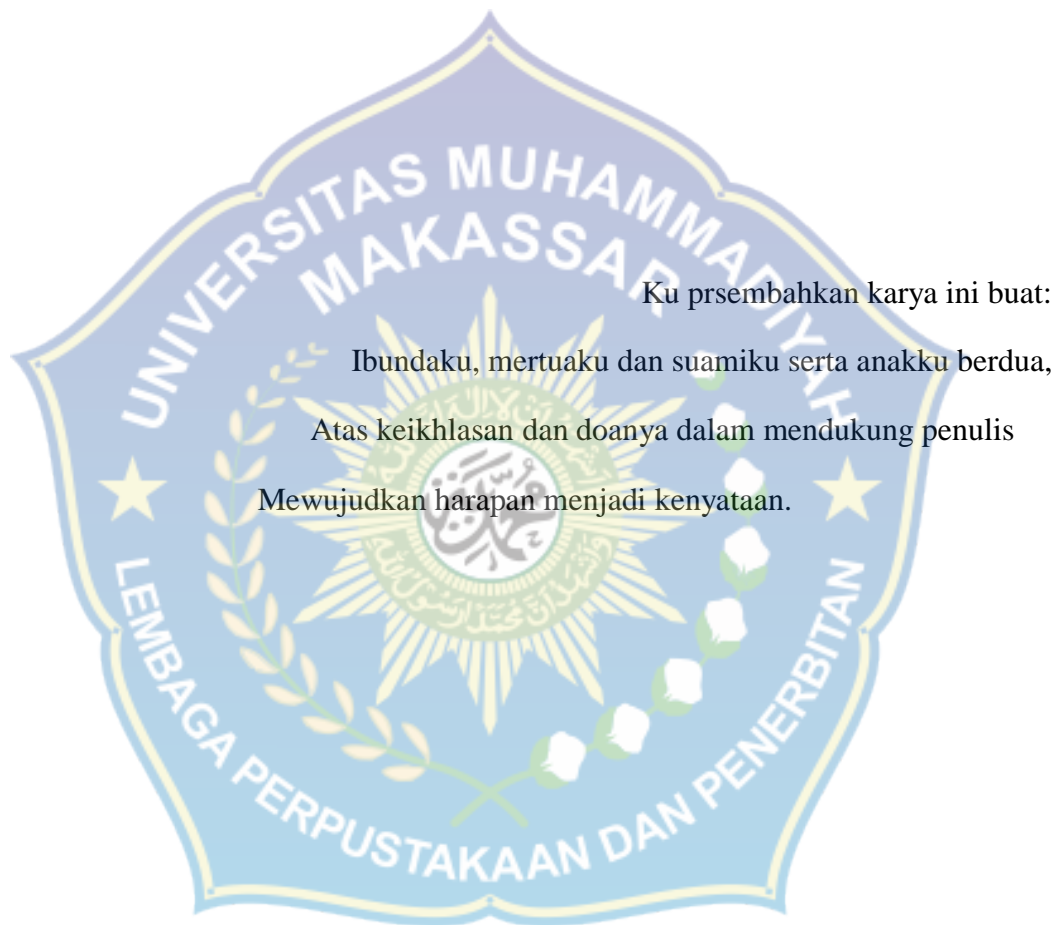 UNIVERSITAS MUHAMMADIYAH
MAKASSAR
Ku prsembahkan karya ini buat:
Ibundaku, mertuaku dan suamiku serta anakku berdua,
Atas keikhlasan dan doanya dalam mendukung penulis
Mewujudkan harapan menjadi kenyataan.
LEMBAGA PERPUSTAKAAN DAN PENERBITAN